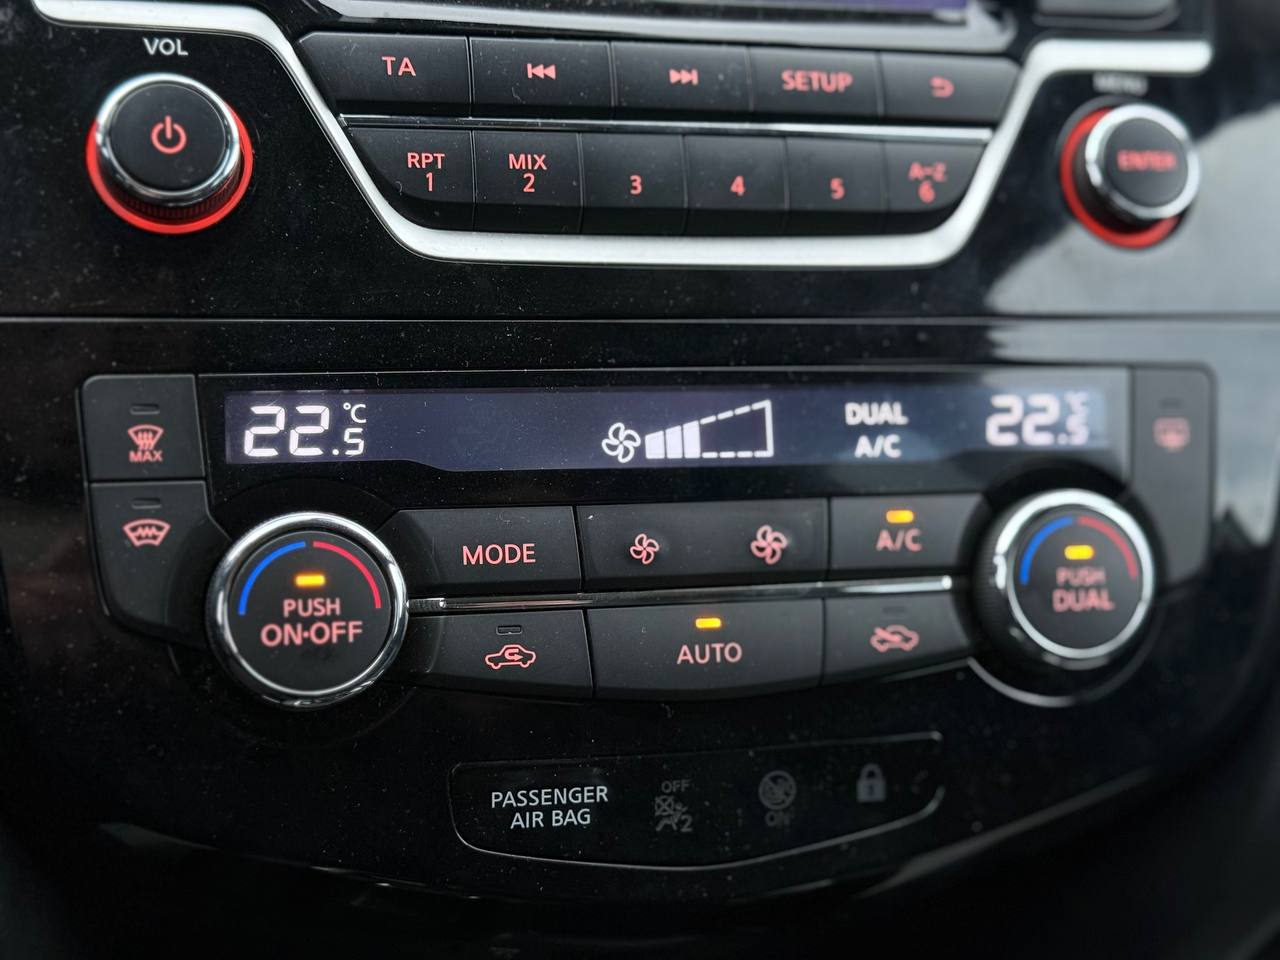 VOL
TA
SETUP
MENU
RPT
1
MIX
2
3
4
5
A-Z
6
ENTER
22.5 °C
DUAL
A/C
22.5 °C
MAX
MODE
A/C
PUSH
ON·OFF
AUTO
PUSH
DUAL
PASSENGER
AIR BAG
OFF
2
ON